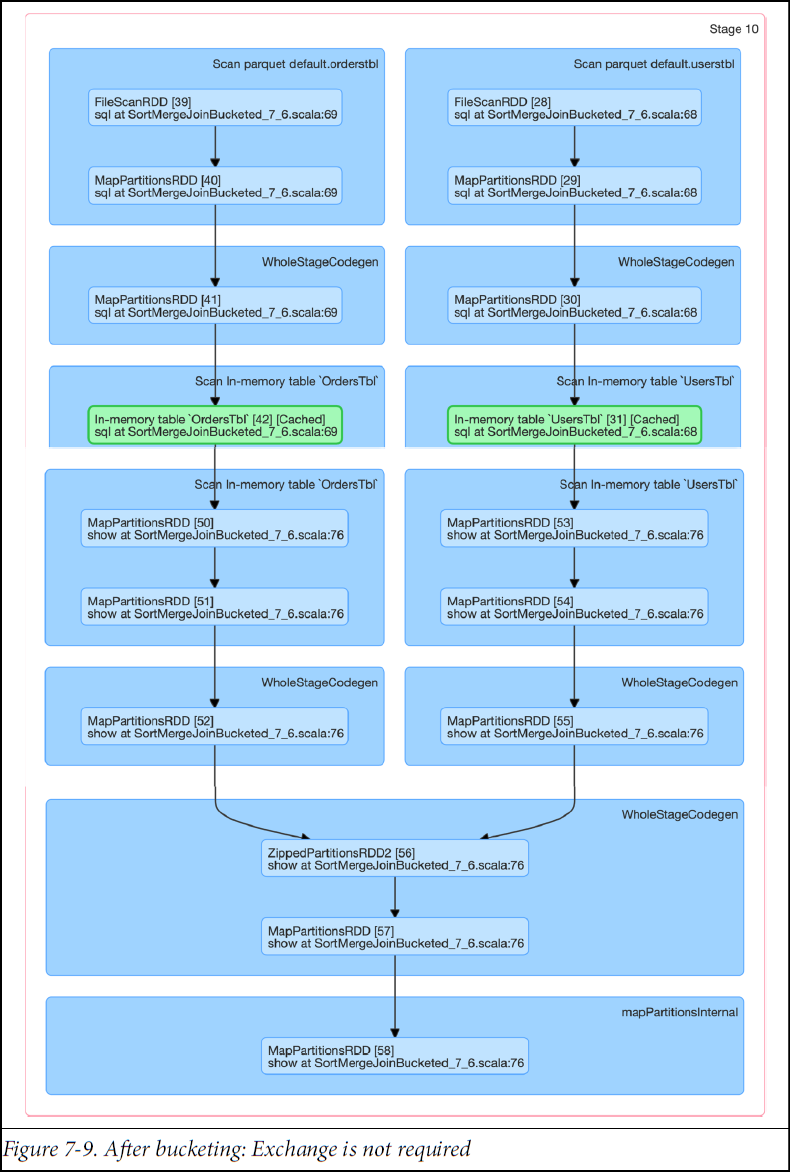 Stage 10
Scan parquet default.orderstbl
FileScanRDD [39]
sql at SortMergeJoinBucketed_7_6.scala:69
MapPartitionsRDD [40]
sql at SortMergeJoinBucketed_7_6.scala:69
WholeStageCodegen
MapPartitionsRDD [41]
sql at SortMergeJoinBucketed_7_6.scala:69
Scan In-memory table `OrdersTbl`
In-memory table `OrdersTbl` [42] [Cached]
sql at SortMergeJoinBucketed_7_6.scala:69
Scan In-memory table `OrdersTbl`
MapPartitionsRDD [50]
show at SortMergeJoinBucketed_7_6.scala:76
MapPartitionsRDD [51]
show at SortMergeJoinBucketed_7_6.scala:76
WholeStageCodegen
MapPartitionsRDD [52]
show at SortMergeJoinBucketed_7_6.scala:76
Scan parquet default.userstbl
FileScanRDD [28]
sql at SortMergeJoinBucketed_7_6.scala:68
MapPartitionsRDD [29]
sql at SortMergeJoinBucketed_7_6.scala:68
WholeStageCodegen
MapPartitionsRDD [30]
sql at SortMergeJoinBucketed_7_6.scala:68
Scan In-memory table `UsersTbl`
In-memory table `UsersTbl` [31] [Cached]
sql at SortMergeJoinBucketed_7_6.scala:68
Scan In-memory table `UsersTbl`
MapPartitionsRDD [53]
show at SortMergeJoinBucketed_7_6.scala:76
MapPartitionsRDD [54]
show at SortMergeJoinBucketed_7_6.scala:76
WholeStageCodegen
MapPartitionsRDD [55]
show at SortMergeJoinBucketed_7_6.scala:76
WholeStageCodegen
ZippedPartitionsRDD2 [56]
show at SortMergeJoinBucketed_7_6.scala:76
MapPartitionsRDD [57]
show at SortMergeJoinBucketed_7_6.scala:76
mapPartitionsInternal
MapPartitionsRDD [58]
show at SortMergeJoinBucketed_7_6.scala:76
Figure 7-9. After bucketing: Exchange is not required